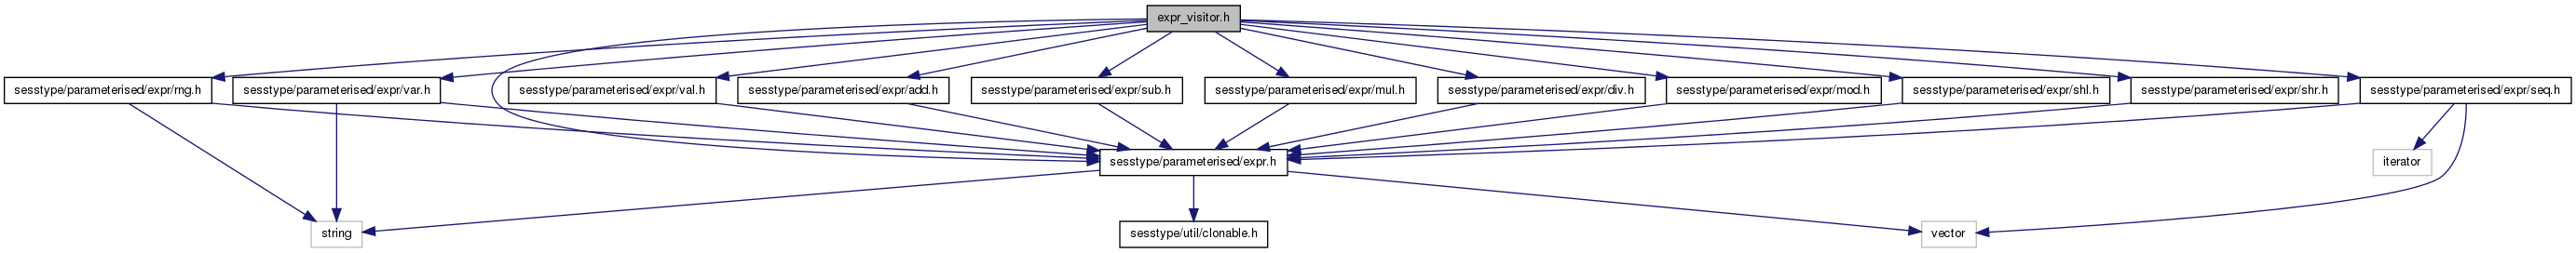 expr_visitor.h
sesstype/parameterised/expr/rng.h
sesstype/parameterised/expr/var.h
sesstype/parameterised/expr/val.h
sesstype/parameterised/expr/add.h
sesstype/parameterised/expr/sub.h
sesstype/parameterised/expr/mul.h
sesstype/parameterised/expr/div.h
sesstype/parameterised/expr/mod.h
sesstype/parameterised/expr/shl.h
sesstype/parameterised/expr/shr.h
sesstype/parameterised/expr/seq.h
sesstype/parameterised/expr.h
iterator
string
sesstype/util/clonable.h
vector